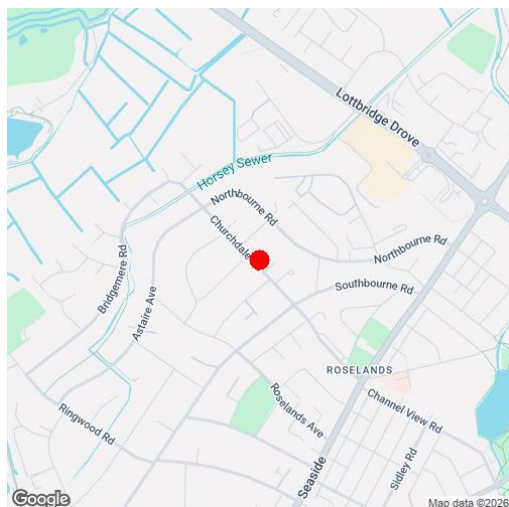 Lottbridge Drove
Horsey Sewer
Northbourne Rd
Churchdale
Northbourne Rd
Bridgemere Rd
Astaire Ave
Southbourne Rd
ROSELANDS
Roselands Ave
Channel View Rd
Ringwood Rd
Sidley Rd
Seaside
Google
Map data ©2026